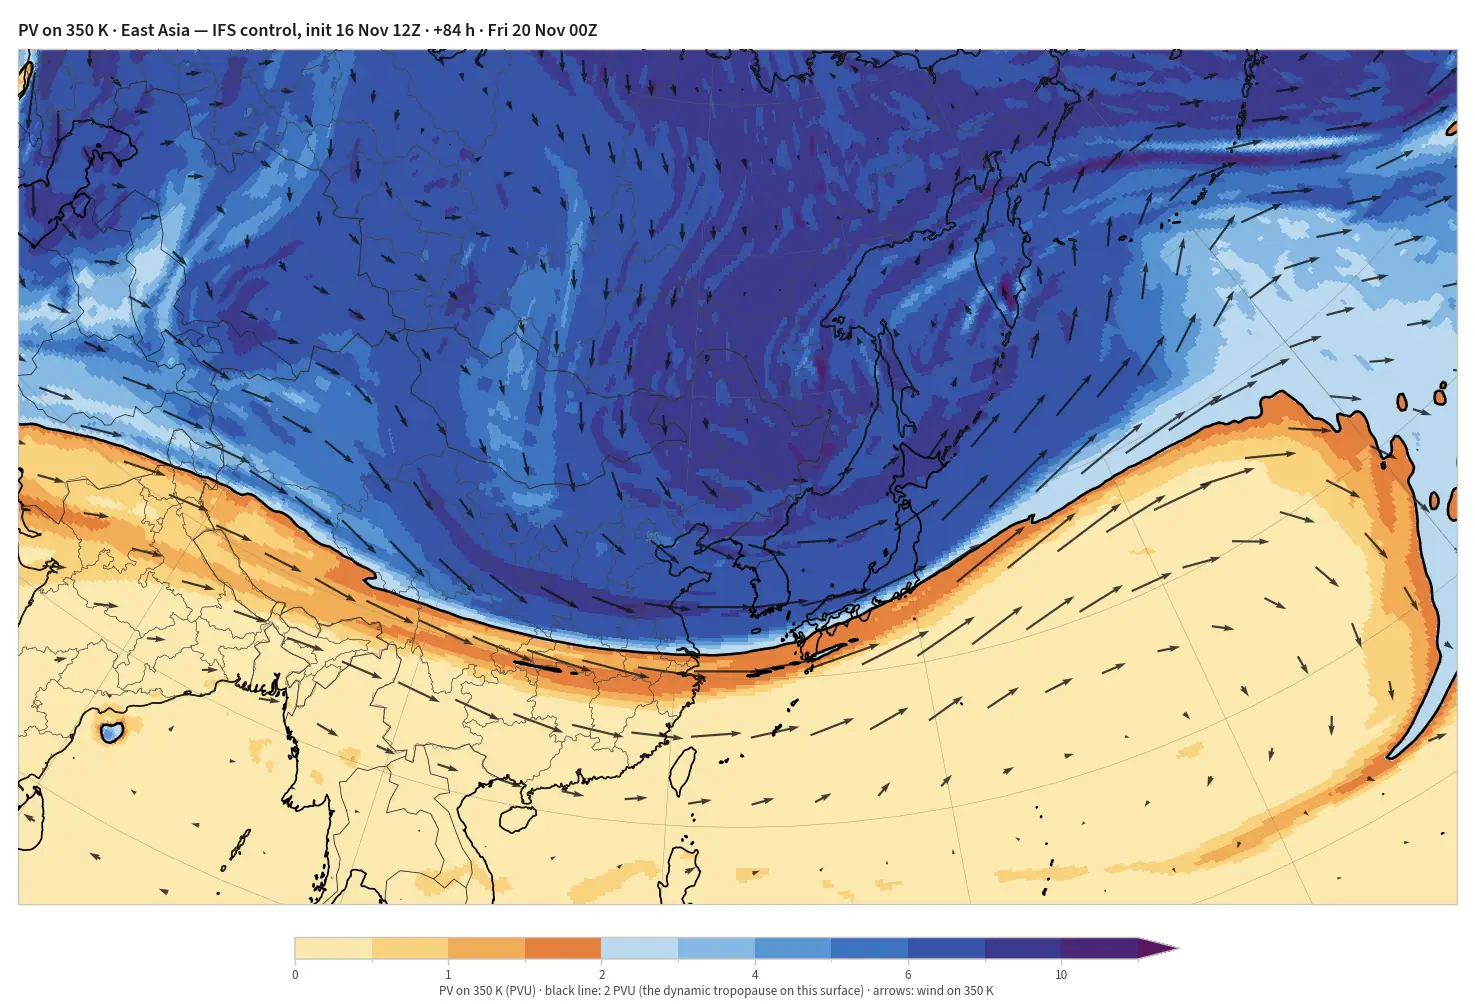 PV on 350 K · East Asia — IFS control, init 16 Nov 12Z · +84 h · Fri 20 Nov 00Z
0 1 2 4 6 10
PV on 350 K (PVU) · black line: 2 PVU (the dynamic tropopause on this surface) · arrows: wind on 350 K